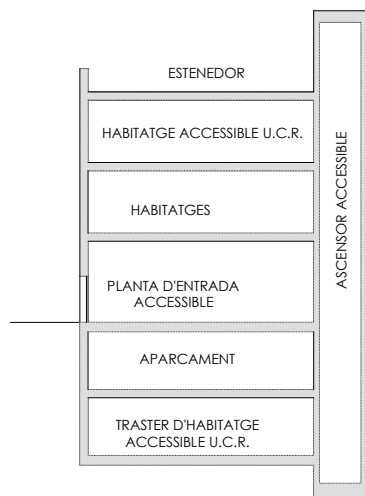 ESTENEDOR
HABITATGE ACCESSIBLE U.C.R.
HABITATGES
PLANTA D'ENTRADA
ACCESSIBLE
APARCAMENT
TRASTER D'HABITATGE
ACCESSIBLE U.C.R.
ASCENSOR ACCESSIBLE